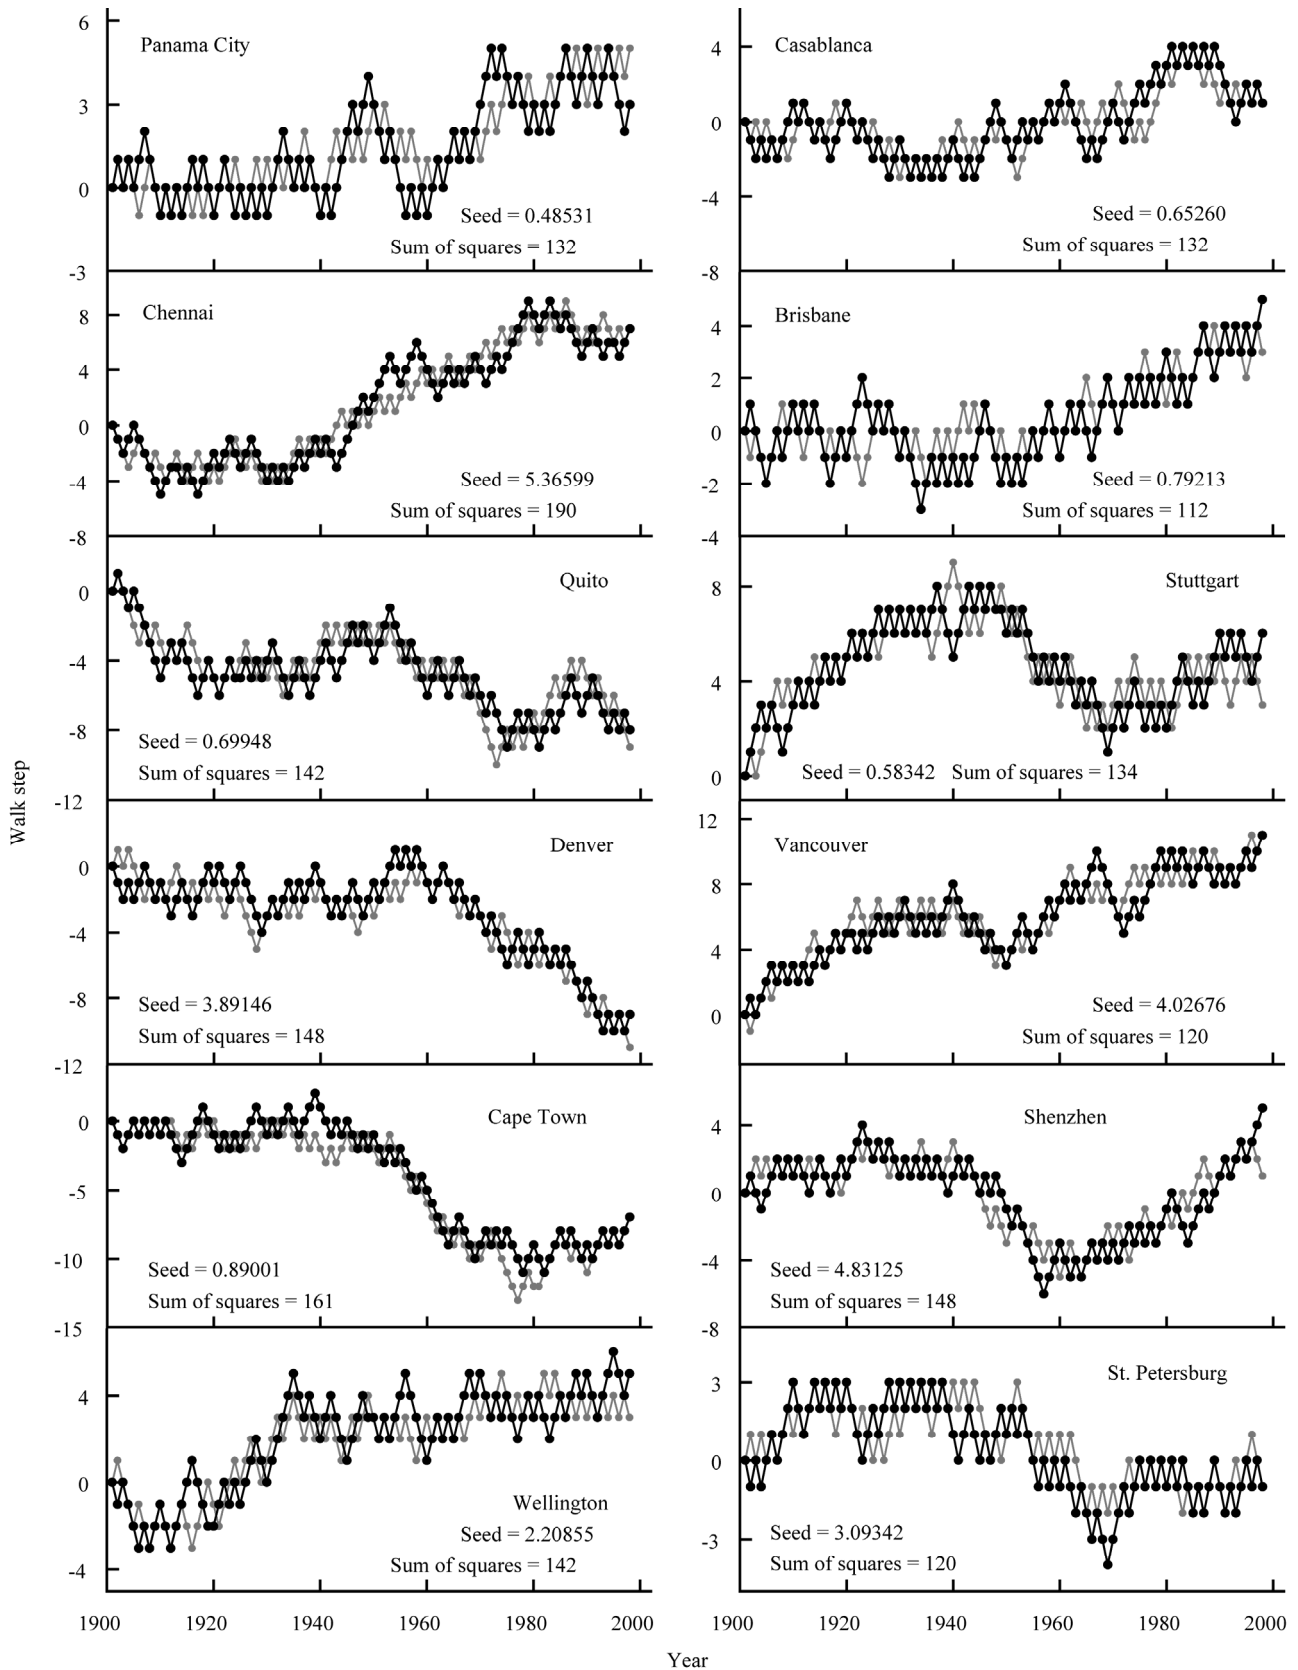 Panama City
6
3
0
-3
Seed = 0.48531
Sum of squares = 132
Casablanca
4
0
-4
-8
Seed = 0.65260
Sum of squares = 132
Chennai
8
4
0
-4
-8
Seed = 5.36599
Sum of squares = 190
Brisbane
4
2
0
-2
-4
Seed = 0.79213
Sum of squares = 112
Quito
0
-4
-8
-12
Seed = 0.69948
Sum of squares = 142
Stuttgart
8
4
0
Seed = 0.58342 Sum of squares = 134
Walk step
Denver
0
-4
-8
-12
Seed = 3.89146
Sum of squares = 148
Vancouver
12
8
4
0
Seed = 4.02676
Sum of squares = 120
Cape Town
0
-5
-10
-15
Seed = 0.89001
Sum of squares = 161
Shenzhen
4
0
-4
-8
Seed = 4.83125
Sum of squares = 148
Wellington
4
0
-4
Seed = 2.20855
Sum of squares = 142
St. Petersburg
3
0
-3
Seed = 3.09342
Sum of squares = 120
1900 1920 1940 1960 1980 2000
1900 1920 1940 1960 1980 2000
Year